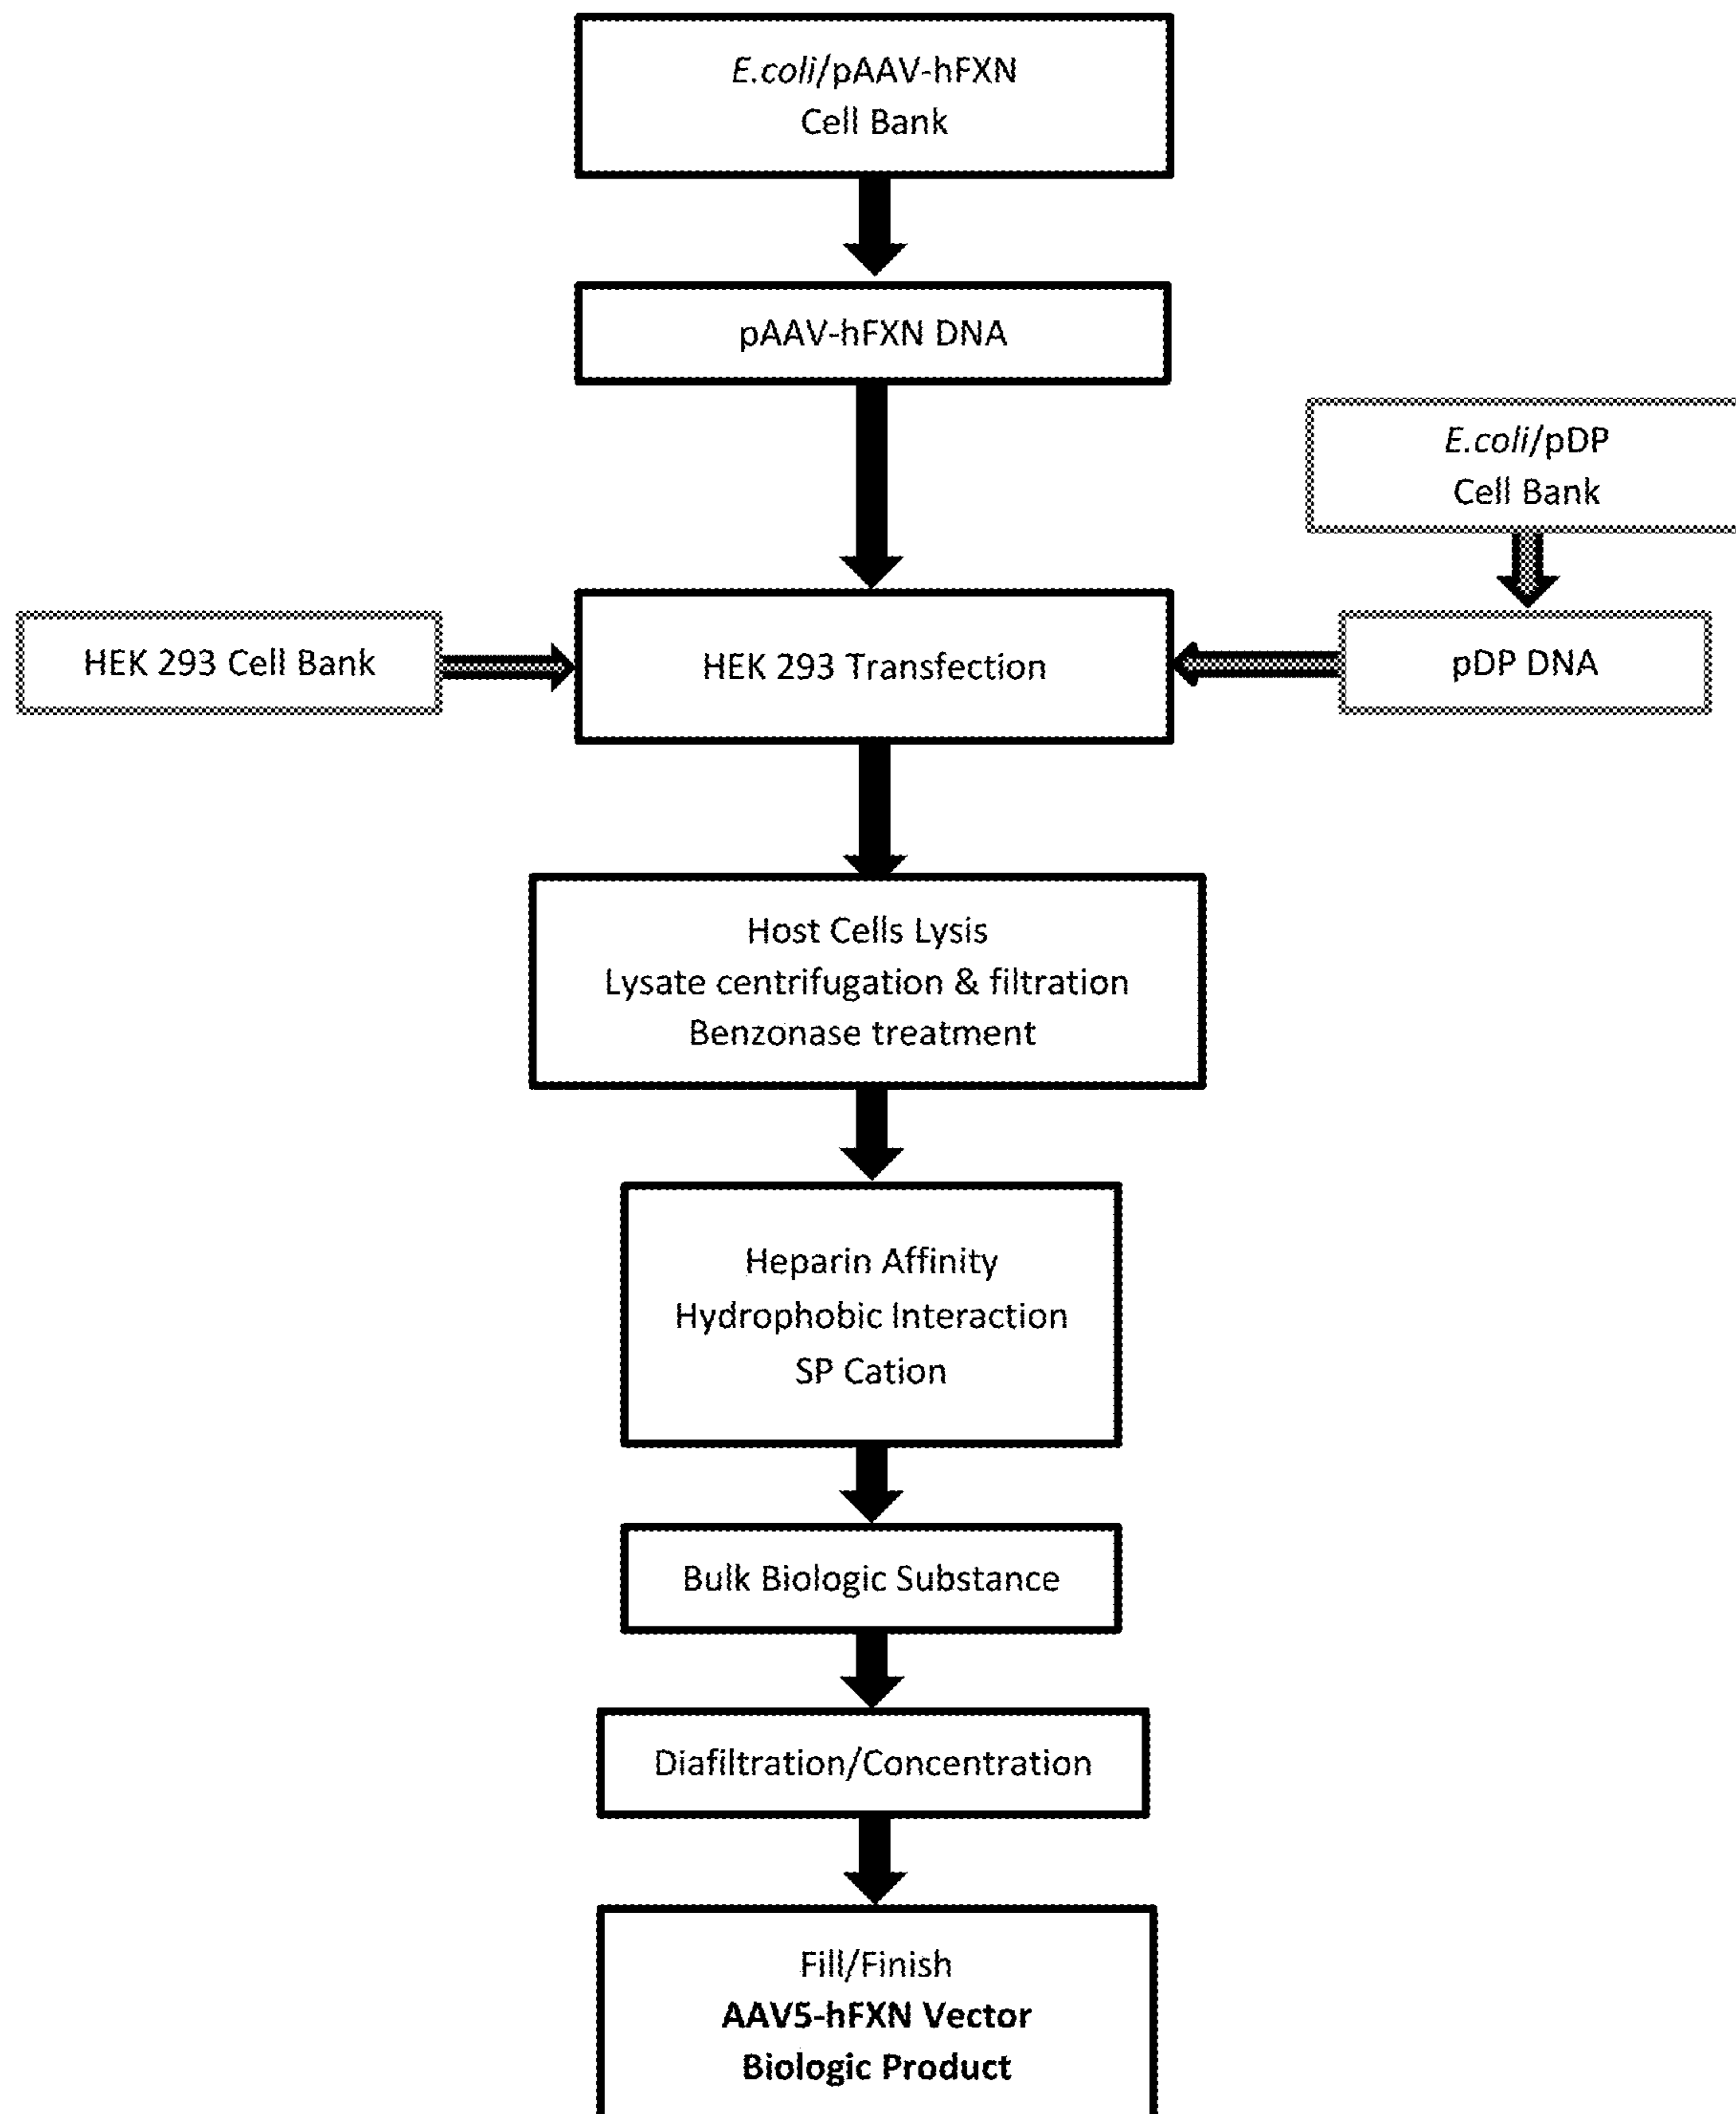 E.coli/pAAV-hFXN
Cell Bank
pAAV-hFXN DNA
E.coli/pDP
Cell Bank
HEK 293 Cell Bank
HEK 293 Transfection
pDP DNA
Host Cells Lysis
Lysate centrifugation & filtration
Benzonase treatment
Heparin Affinity
Hydrophobic Interaction
SP Cation
Bulk Biologic Substance
Diafiltration/Concentration
Fill/Finish
AAV5-hFXN Vector
Biologic Product